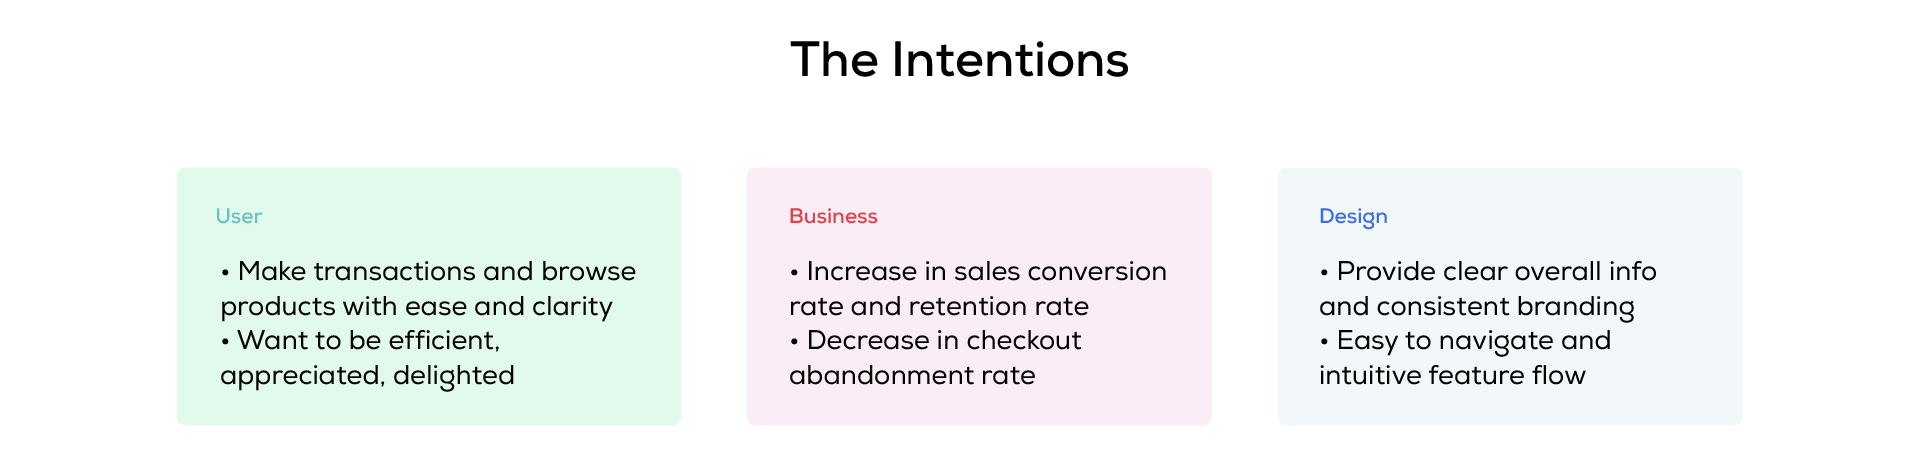 The Intentions
User
• Make transactions and browse
products with ease and clarity
• Want to be efficient,
appreciated, delighted
Business
• Increase in sales conversion
rate and retention rate
• Decrease in checkout
abandonment rate
Design
• Provide clear overall info
and consistent branding
• Easy to navigate and
intuitive feature flow